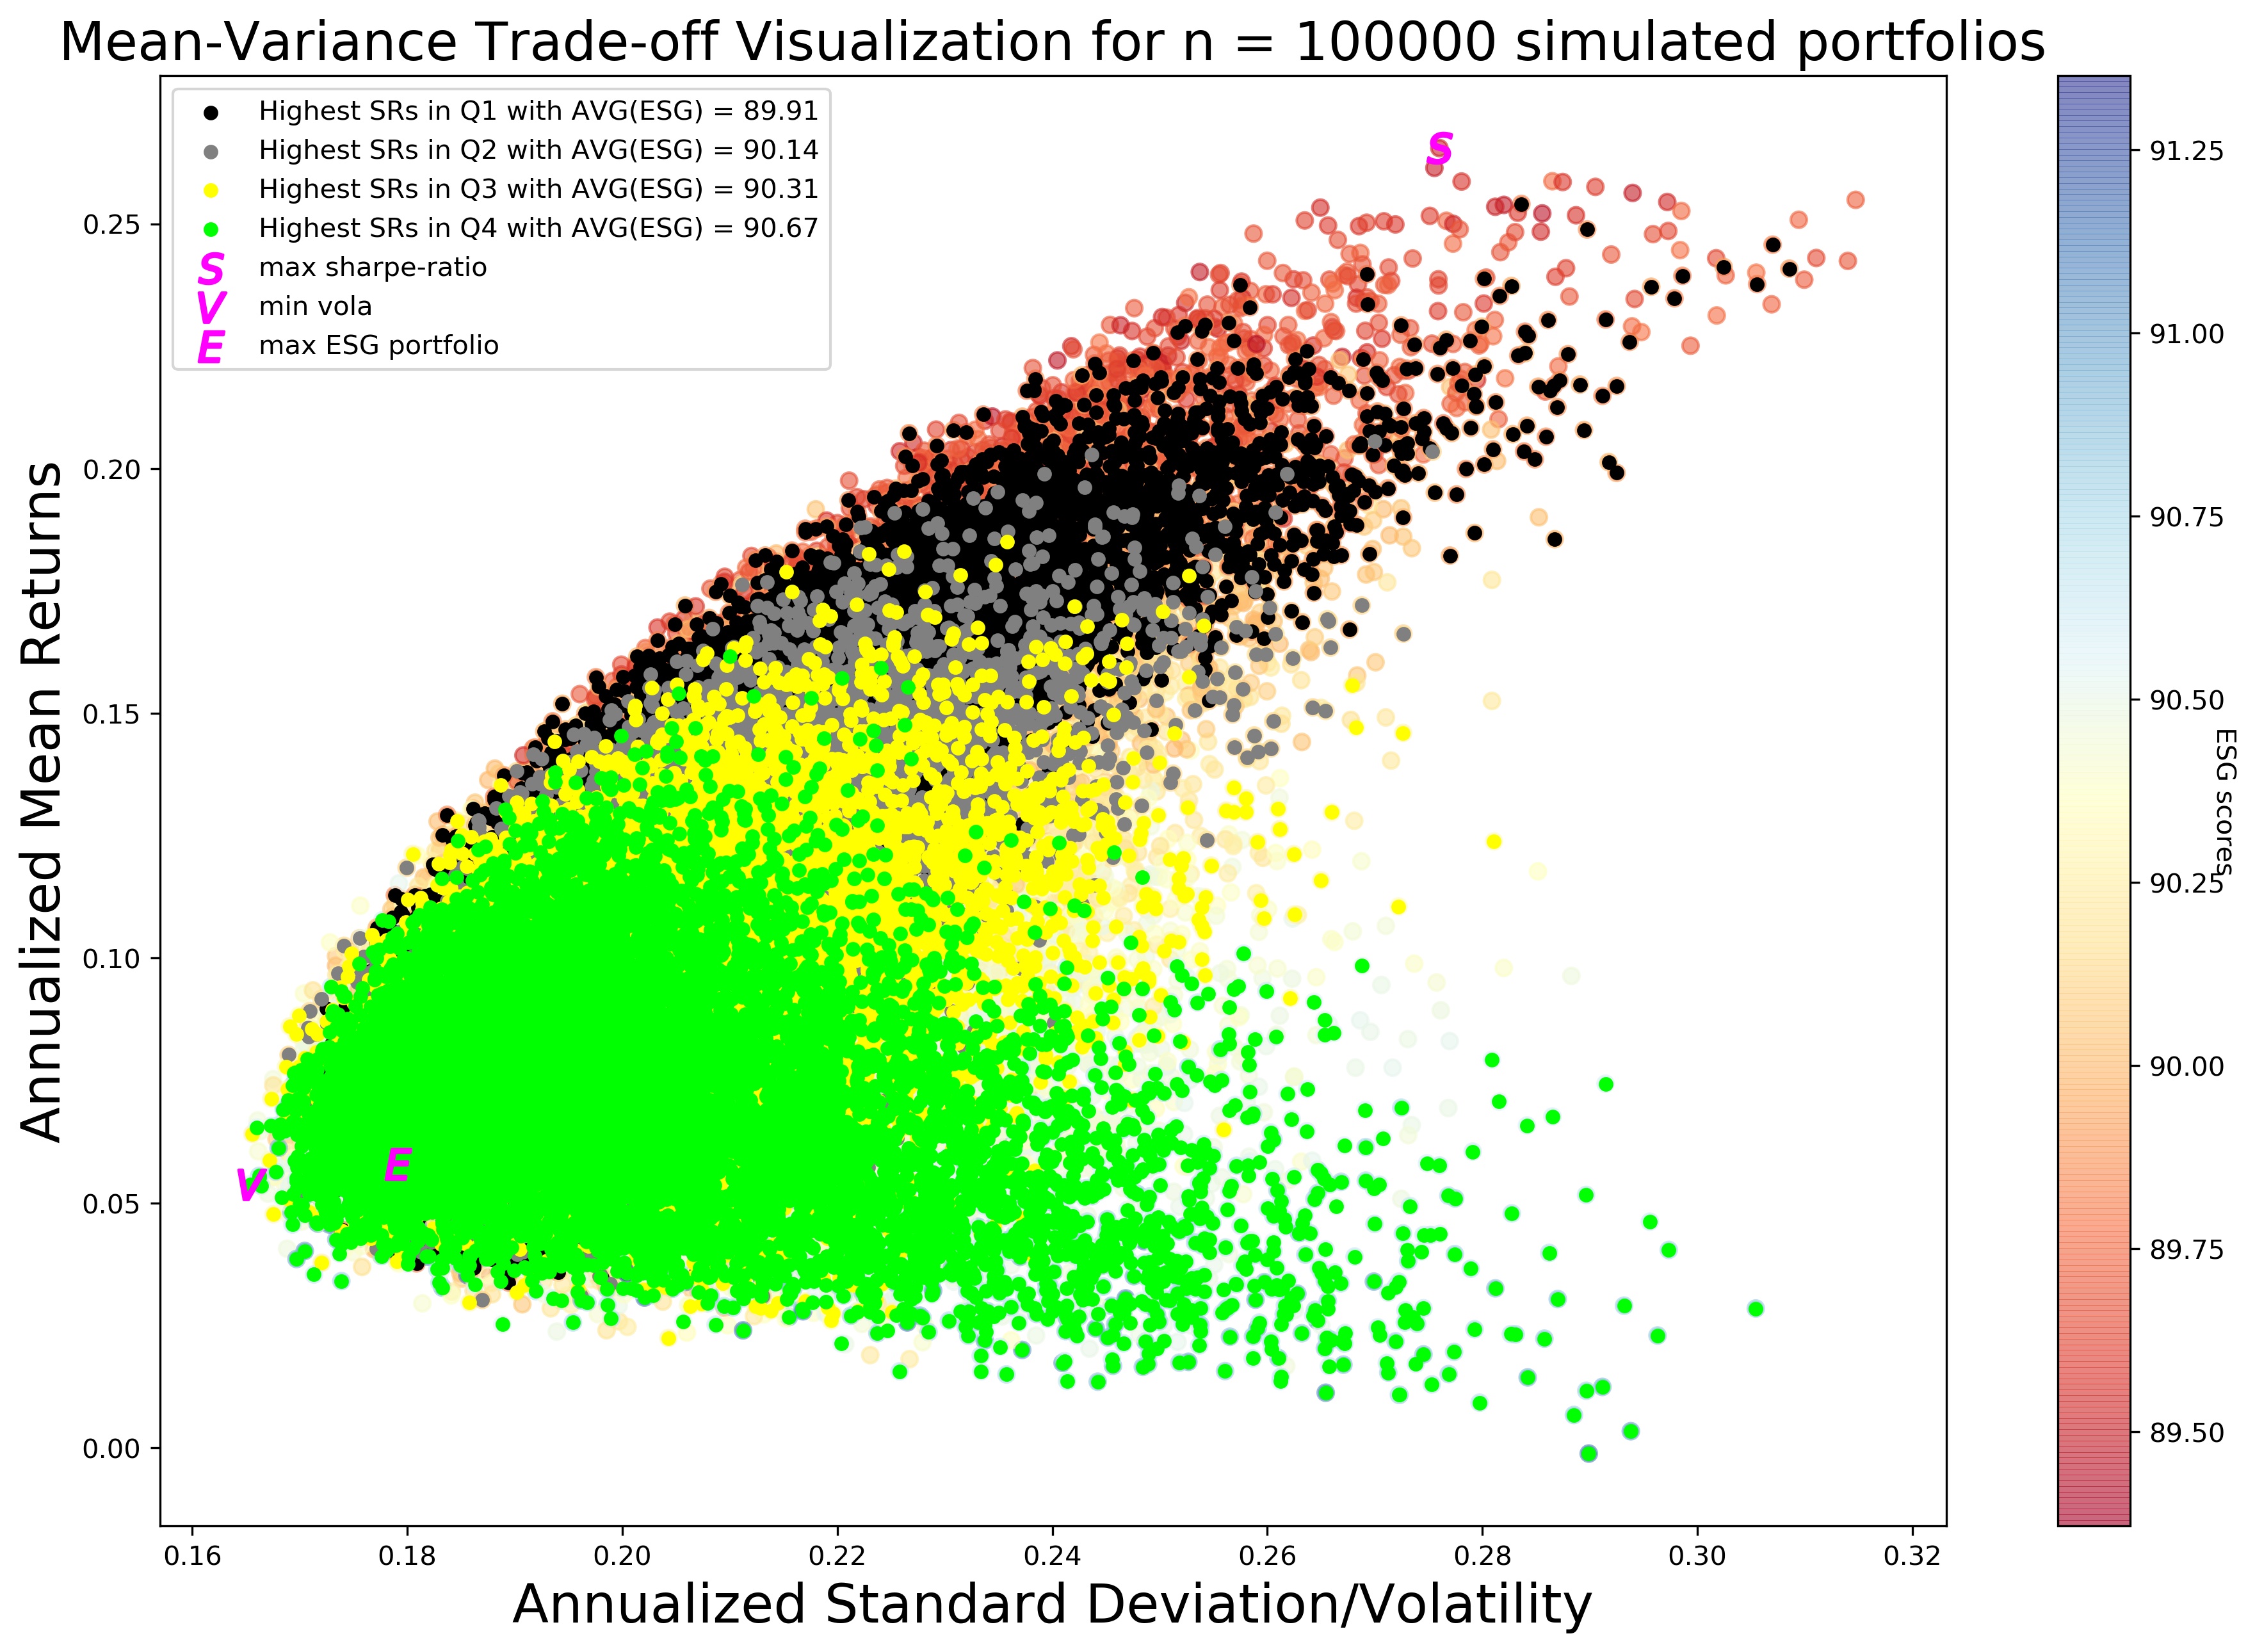 Mean-Variance Trade-off Visualization for n = 100000 simulated portfolios
Highest SRs in Q1 with AVG(ESG) = 89.91
Highest SRs in Q2 with AVG(ESG) = 90.14
Highest SRs in Q3 with AVG(ESG) = 90.31
Highest SRs in Q4 with AVG(ESG) = 90.67
S max sharpe-ratio
V min vola
E max ESG portfolio
S
V
E
Annualized Mean Returns
0.25
0.20
0.15
0.10
0.05
0.00
0.16 0.18 0.20 0.22 0.24 0.26 0.28 0.30 0.32
Annualized Standard Deviation/Volatility
91.25
91.00
90.75
90.50
90.25
90.00
89.75
89.50
ESG scores